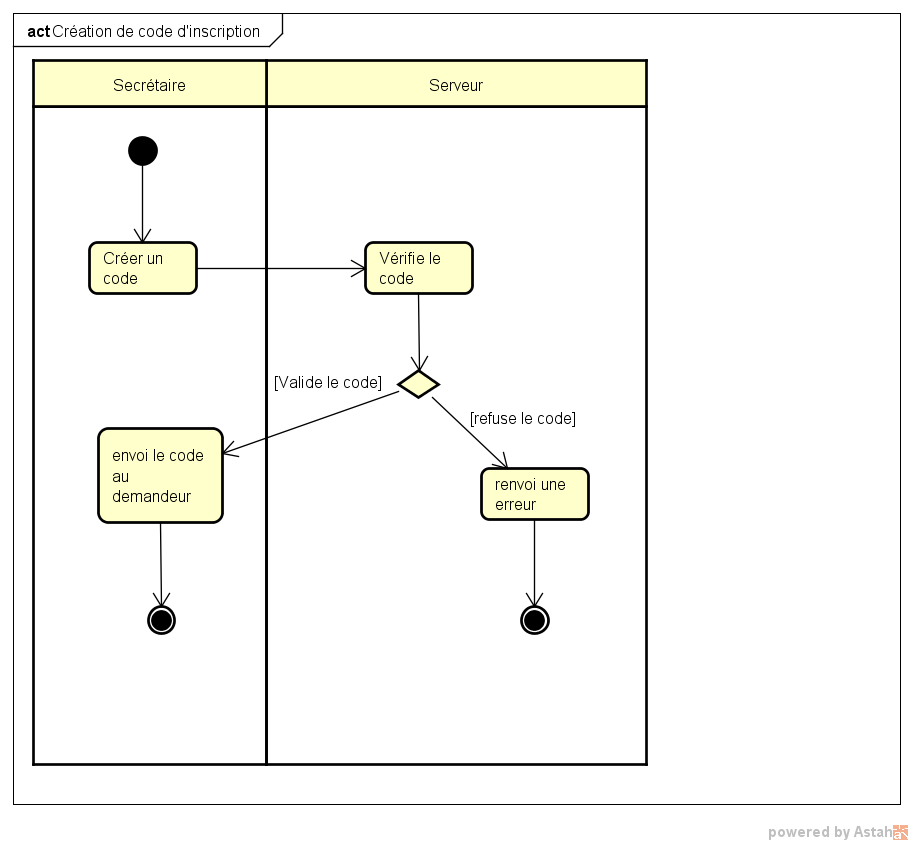 act Création de code d'inscription
Secrétaire
Serveur
Créer un
code
Vérifie le
code
[Valide le code]
[refuse le code]
envoi le code
au
demandeur
renvoi une
erreur
powered by Astah